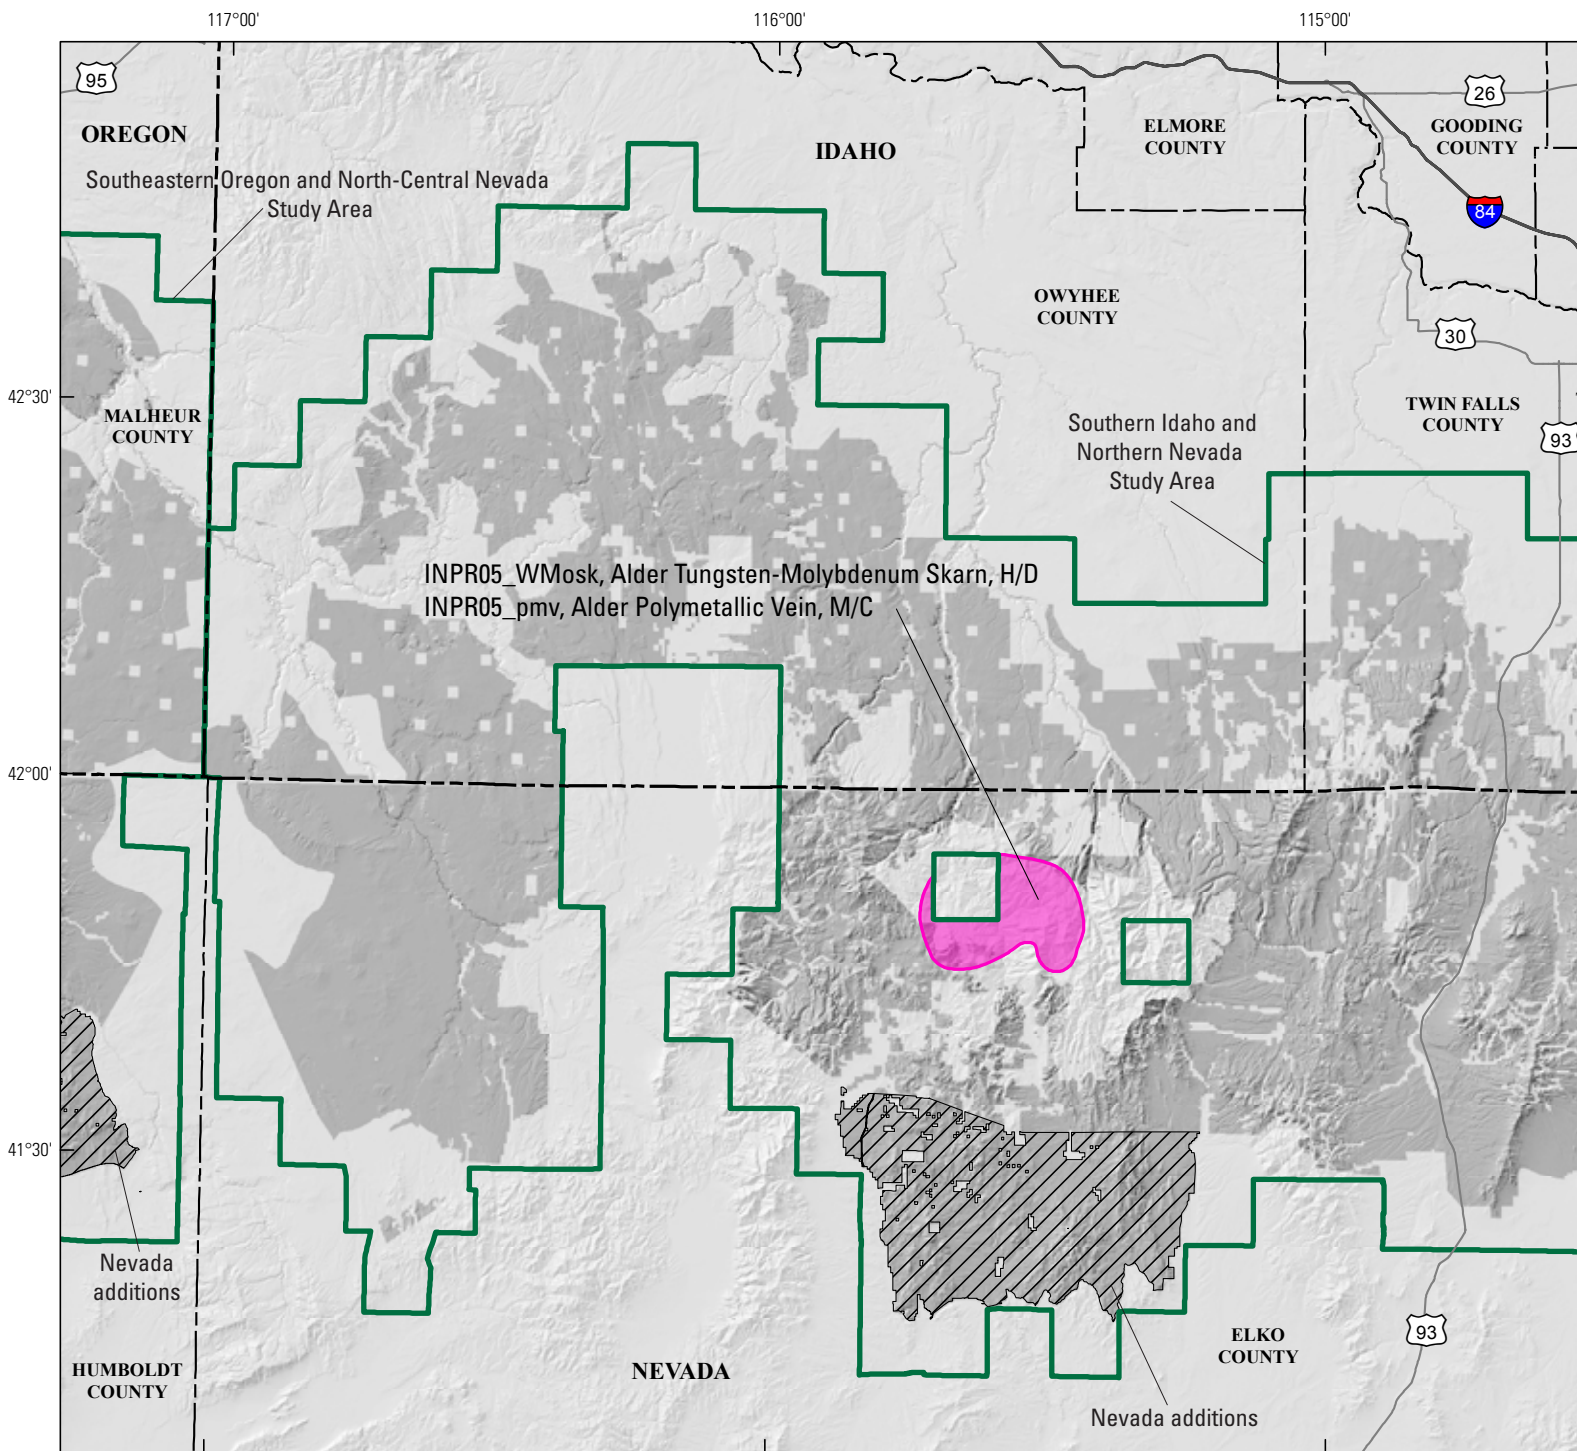 117°00'
116°00'
115°00'
95
26
OREGON
IDAHO
ELMORE
COUNTY
GOODING
COUNTY
Southeastern Oregon and North-Central Nevada
Study Area
84
OWYHEE
COUNTY
30
42°30'
MALHEUR
COUNTY
TWIN FALLS
COUNTY
Southern Idaho and
Northern Nevada
Study Area
93
INPR05_WMosk, Alder Tungsten-Molybdenum Skarn, H/D
INPR05_pmv, Alder Polymetallic Vein, M/C
42°00'
41°30'
Nevada
additions
HUMBOLDT
COUNTY
NEVADA
ELKO
COUNTY
93
Nevada additions